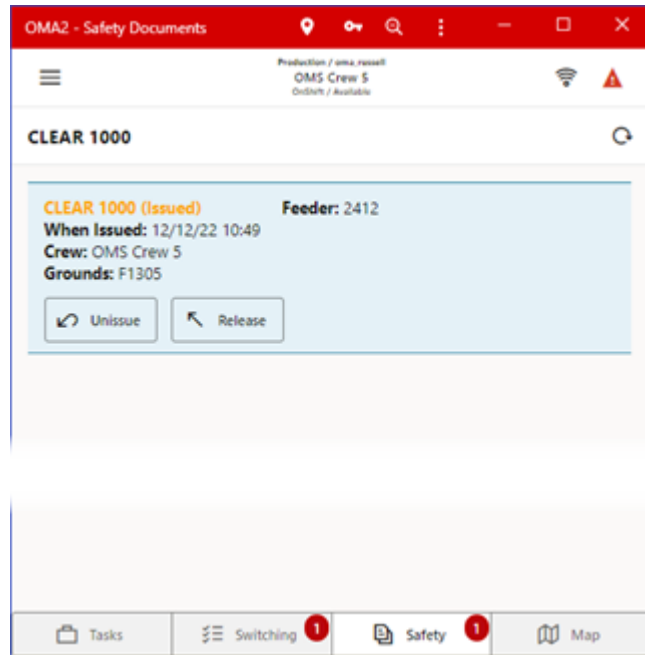 OMA2 - Safety Documents
Production / oma_russell
OMS Crew 5
OnShift / Available
CLEAR 1000
CLEAR 1000 (Issued) Feeder: 2412
When Issued: 12/12/22 10:49
Crew: OMS Crew 5
Grounds: F1305
Unissue Release
Tasks Switching 1 Safety 1 Map